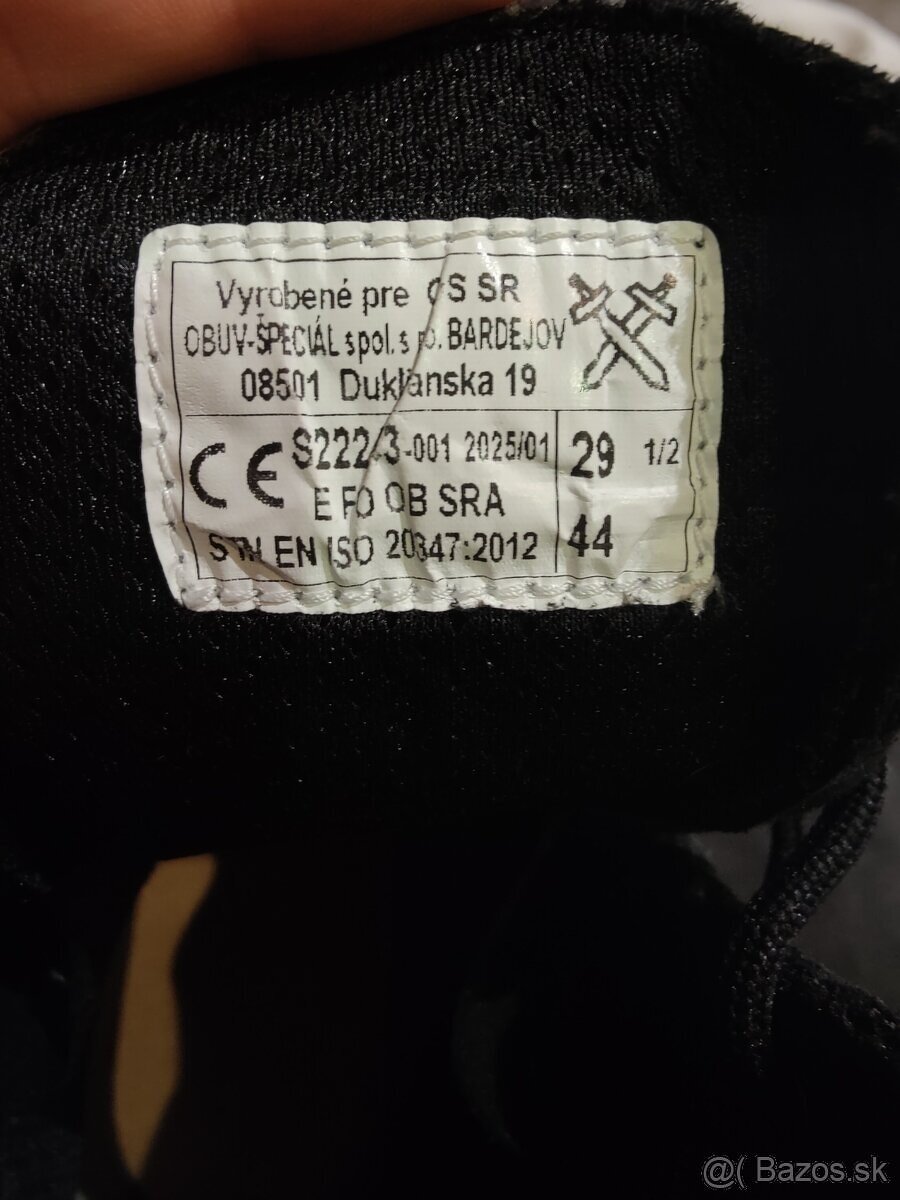 Vyrobené pre OS SR
OBUV-ŠPECIÁL spol. s r.o. BARDEJOV
08501 Duklianska 19
CE S222/3-001 2025/01 29 1/2
E FO OB SRA
STN EN ISO 20347:2012 44
@( Bazos.sk